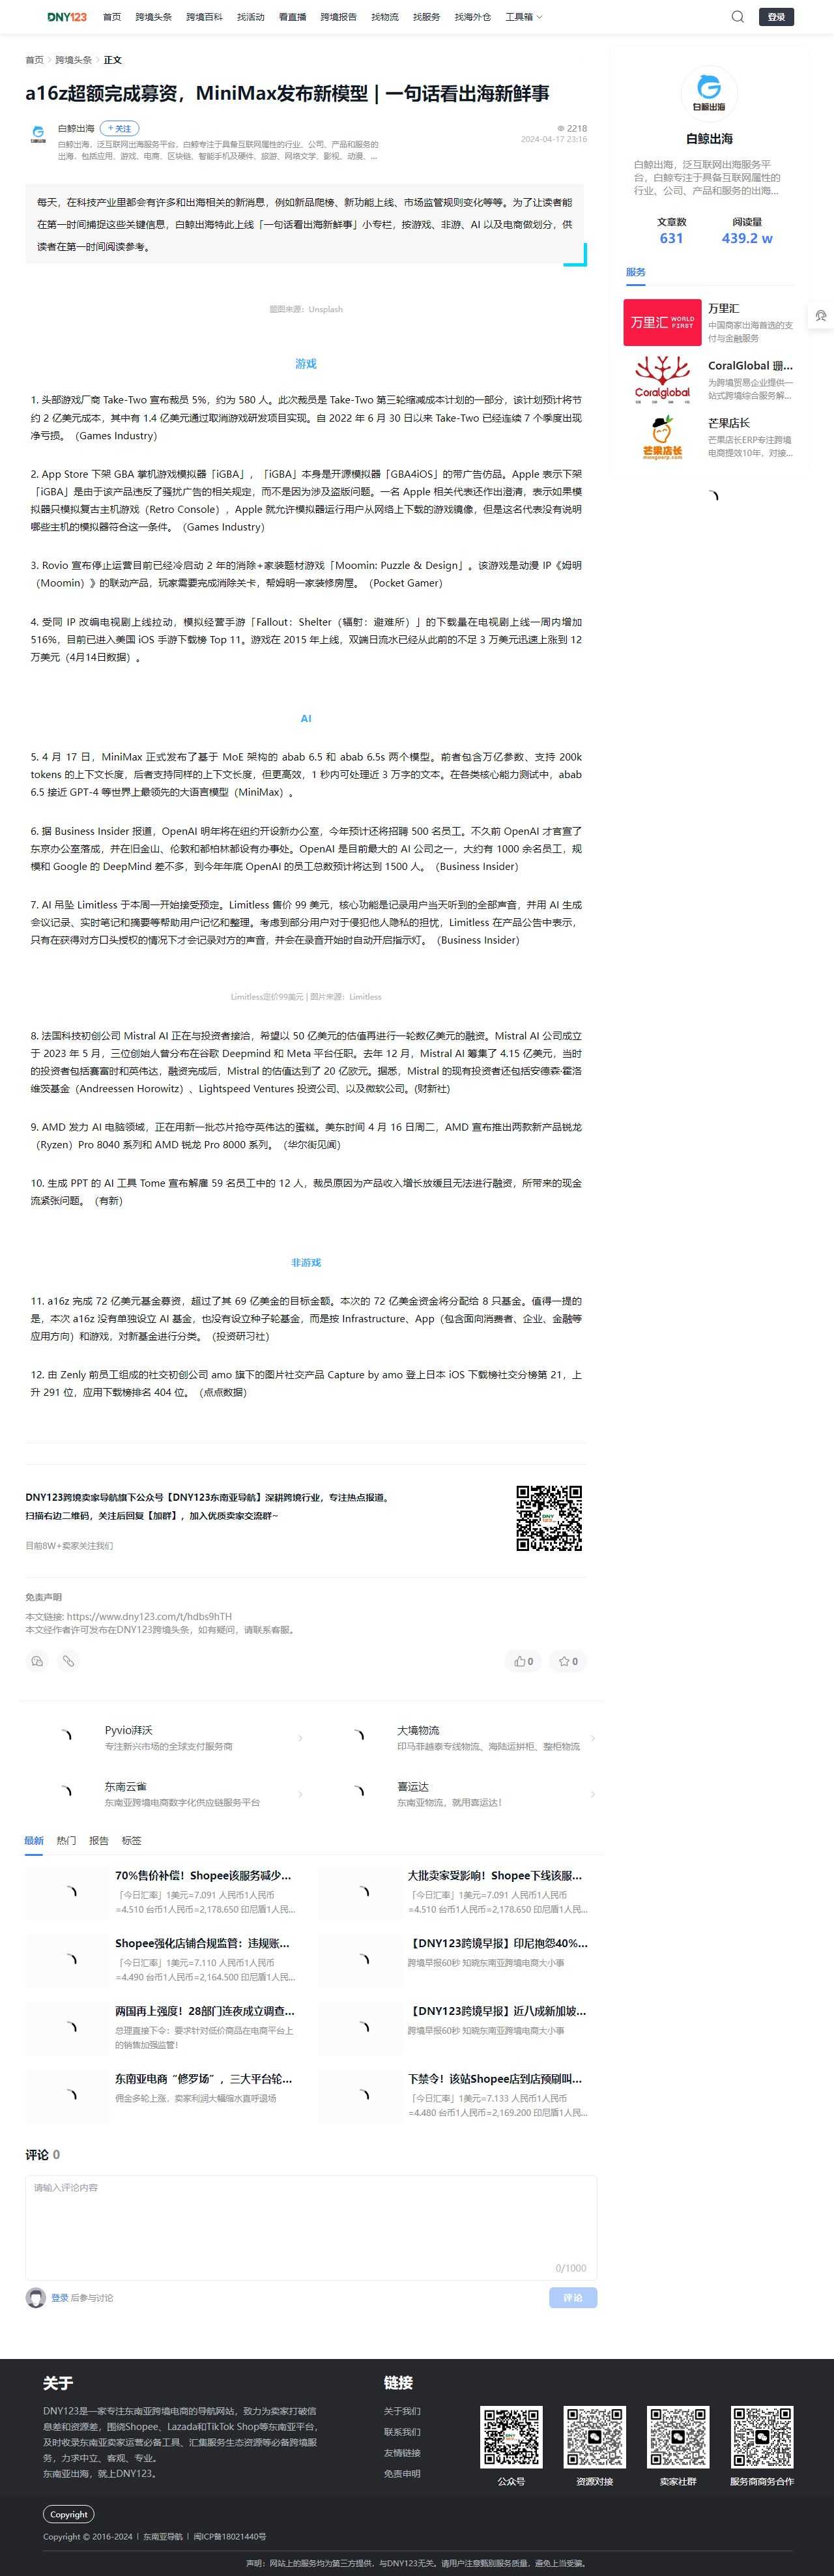 DNY123 首页 跨境头条 跨境百科 找活动 看直播 跨境报告 找物流 找服务 找海外仓 工具箱 登录
首页 > 跨境头条 > 正文
a16z超额完成募资，MiniMax发布新模型 | 一句话看出海新鲜事
白鲸出海 + 关注
2218
2024-04-17 23:16
白鲸出海，泛互联网出海服务平台，白鲸专注于具备互联网属性的行业、公司、产品和服务的
出海，包括应用、游戏、电商、区块链、智能手机及硬件、旅游、网络文学、影视、动漫、...
每天，在科技产业里都会有许多和出海相关的新消息，例如新品爬榜、新功能上线、市场监管规则变化等等。为了让读者能
在第一时间捕捉这些关键信息，白鲸出海特此上线「一句话看出海新鲜事」小专栏，按游戏、非游、AI 以及电商做划分，供
读者在第一时间阅读参考。
题图来源：Unsplash
游戏
1. 头部游戏厂商 Take-Two 宣布裁员 5%，约为 580 人。此次裁员是 Take-Two 第三轮缩减成本计划的一部分，该计划预计将节
约 2 亿美元成本，其中有 1.4 亿美元通过取消游戏研发项目实现。自 2022 年 6 月 30 日以来 Take-Two 已经连续 7 个季度出现
净亏损。（Games Industry）
2. App Store 下架 GBA 掌机游戏模拟器「iGBA」，「iGBA」本身是开源模拟器「GBA4iOS」的带广告仿品。Apple 表示下架
「iGBA」是由于该产品违反了骚扰广告的相关规定，而不是因为涉及盗版问题。一名 Apple 相关代表还作出澄清，表示如果模
拟器只模拟复古主机游戏（Retro Console），Apple 就允许模拟器运行用户从网络上下载的游戏镜像，但是这名代表没有说明
哪些主机的模拟器符合这一条件。（Games Industry）
3. Rovio 宣布停止运营目前已经冷启动 2 年的消除+家装题材游戏「Moomin: Puzzle & Design」。该游戏是动漫 IP《姆明
（Moomin）》的联动产品，玩家需要完成消除关卡，帮姆明一家装修房屋。（Pocket Gamer）
4. 受同 IP 改编电视剧上线拉动，模拟经营手游「Fallout：Shelter（辐射：避难所）」的下载量在电视剧上线一周内增加
516%，目前已进入美国 iOS 手游下载榜 Top 11。游戏在 2015 年上线，双端日流水已经从此前的不足 3 万美元迅速上涨到 12
万美元（4月14日数据）。
AI
5. 4 月 17 日，MiniMax 正式发布了基于 MoE 架构的 abab 6.5 和 abab 6.5s 两个模型。前者包含万亿参数、支持 200k
tokens 的上下文长度，后者支持同样的上下文长度，但更高效，1 秒内可处理近 3 万字的文本。在各类核心能力测试中，abab
6.5 接近 GPT-4 等世界上最领先的大语言模型（MiniMax）。
6. 据 Business Insider 报道，OpenAI 明年将在纽约开设新办公室，今年预计还将招聘 500 名员工。不久前 OpenAI 才官宣了
东京办公室落成，并在旧金山、伦敦和都柏林都设有办事处。OpenAI 是目前最大的 AI 公司之一，大约有 1000 余名员工，规
模和 Google 的 DeepMind 差不多，到今年年底 OpenAI 的员工总数预计将达到 1500 人。（Business Insider）
7. AI 吊坠 Limitless 于本周一开始接受预定。Limitless 售价 99 美元，核心功能是记录用户当天听到的全部声音，并用 AI 生成
会议记录、实时笔记和摘要等帮助用户记忆和整理。考虑到部分用户对于侵犯他人隐私的担忧，Limitless 在产品公告中表示，
只有在获得对方口头授权的情况下才会记录对方的声音，并会在录音开始时自动开启指示灯。（Business Insider）
Limitless定价99美元 | 图片来源：Limitless
8. 法国科技初创公司 Mistral AI 正在与投资者接洽，希望以 50 亿美元的估值再进行一轮数亿美元的融资。Mistral AI 公司成立
于 2023 年 5 月，三位创始人曾分布在谷歌 Deepmind 和 Meta 平台任职。去年 12 月，Mistral AI 筹集了 4.15 亿美元，当时
的投资者包括赛富时和英伟达，融资完成后，Mistral 的估值达到了 20 亿欧元。据悉，Mistral 的现有投资者还包括安德森·霍洛
维茨基金（Andreessen Horowitz）、Lightspeed Ventures 投资公司、以及微软公司。(财新社)
9. AMD 发力 AI 电脑领域，正在用新一批芯片抢夺英伟达的蛋糕。美东时间 4 月 16 日周二，AMD 宣布推出两款新产品锐龙
（Ryzen）Pro 8040 系列和 AMD 锐龙 Pro 8000 系列。（华尔街见闻）
10. 生成 PPT 的 AI 工具 Tome 宣布解雇 59 名员工中的 12 人，裁员原因为产品收入增长放缓且无法进行融资，所带来的现金
流紧张问题。（有新）
非游戏
11. a16z 完成 72 亿美元基金募资，超过了其 69 亿美金的目标金额。本次的 72 亿美金资金将分配给 8 只基金。值得一提的
是，本次 a16z 没有单独设立 AI 基金，也没有设立种子轮基金，而是按 Infrastructure、App（包含面向消费者、企业、金融等
应用方向）和游戏，对新基金进行分类。（投资研习社）
12. 由 Zenly 前员工组成的社交初创公司 amo 旗下的图片社交产品 Capture by amo 登上日本 iOS 下载榜社交分榜第 21，上
升 291 位，应用下载榜排名 404 位。（点点数据）
DNY123跨境卖家导航旗下公众号【DNY123东南亚导航】深耕跨境行业，专注热点报道。
扫描右边二维码，关注后回复【加群】，加入优质卖家交流群~
目前8W+卖家关注我们
免责声明
本文链接: https://www.dny123.com/t/hdbs9hTH
本文经作者许可发布在DNY123跨境头条，如有疑问，请联系客服。
0 0
Pyvio湃沃
专注新兴市场的全球支付服务商
大境物流
印马菲越泰专线物流、海陆运拼柜、整柜物流
东南云雀
东南亚跨境电商数字化供应链服务平台
喜运达
东南亚物流，就用喜运达！
最新 热门 报告 标签
70%售价补偿！Shopee该服务减少...
「今日汇率」1美元=7.091 人民币1人民币
=4.510 台币1人民币=2,178.650 印尼盾1人民...
大批卖家受影响！Shopee下线该服...
「今日汇率」1美元=7.091 人民币1人民币
=4.510 台币1人民币=2,178.650 印尼盾1人民...
Shopee强化店铺合规监管：违规账...
「今日汇率」1美元=7.110 人民币1人民币
=4.490 台币1人民币=2,164.500 印尼盾1人民...
【DNY123跨境早报】印尼抱怨40%...
跨境早报60秒 知晓东南亚跨境电商大小事
两国再上强度！28部门连夜成立调查...
总理直接下令：要求针对低价商品在电商平台上
的销售加强监管！
【DNY123跨境早报】近八成新加坡...
跨境早报60秒 知晓东南亚跨境电商大小事
东南亚电商“修罗场”，三大平台轮...
佣金多轮上涨，卖家利润大幅缩水直呼退场
下禁令！该站Shopee店到店预刷叫...
「今日汇率」1美元=7.133 人民币1人民币
=4.480 台币1人民币=2,169.200 印尼盾1人民...
评论 0
请输入评论内容
0/1000
登录 后参与讨论
评论
白鲸出海
白鲸出海
白鲸出海，泛互联网出海服务平
台，白鲸专注于具备互联网属性的
行业、公司、产品和服务的出海...
文章数 阅读量
631 439.2 w
服务
万里汇 WORLD FIRST
万里汇
中国商家出海首选的支
付与金融服务
Coralglobal
CoralGlobal 珊...
为跨境贸易企业提供一
站式跨境综合服务解...
芒果店长
芒果店长
芒果店长ERP专注跨境
电商提效10年，对接...
关于
DNY123是一家专注东南亚跨境电商的导航网站，致力为卖家打破信
息差和资源差，围绕Shopee、Lazada和TikTok Shop等东南亚平台，
及时收录东南亚卖家运营必备工具、汇集服务生态资源等必备跨境服
务，力求中立、客观、专业。
东南亚出海，就上DNY123。
链接
关于我们
联系我们
友情链接
免责申明
公众号 资源对接 卖家社群 服务商商务合作
Copyright
Copyright © 2016-2024 | 东南亚导航 | 闽ICP备18021440号
声明：网站上的服务均为第三方提供，与DNY123无关。请用户注意甄别服务质量，避免上当受骗。